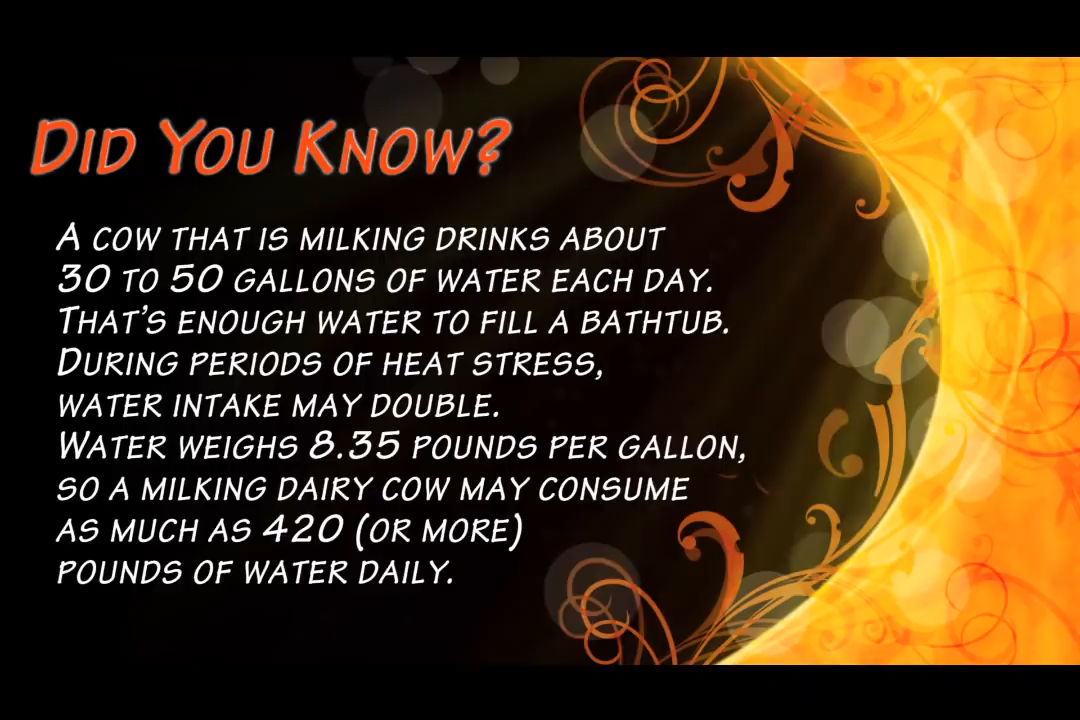 Did You Know?
A cow that is milking drinks about
30 to 50 gallons of water each day.
That's enough water to fill a bathtub.
During periods of heat stress,
water intake may double.
Water weighs 8.35 pounds per gallon,
so a milking dairy cow may consume
as much as 420 (or more)
pounds of water daily.